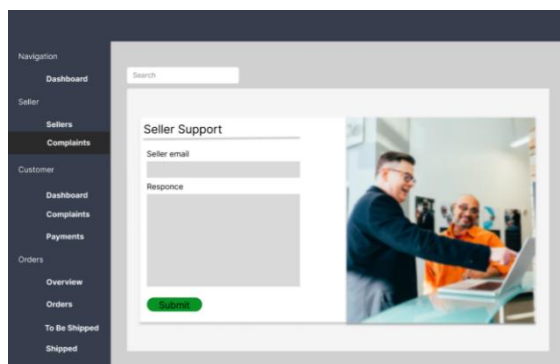 Navigation
Dashboard
Seller
Sellers
Complaints
Customer
Dashboard
Complaints
Payments
Orders
Overview
Orders
To Be Shipped
Shipped
Search
Seller Support
Seller email
Responce
Submit